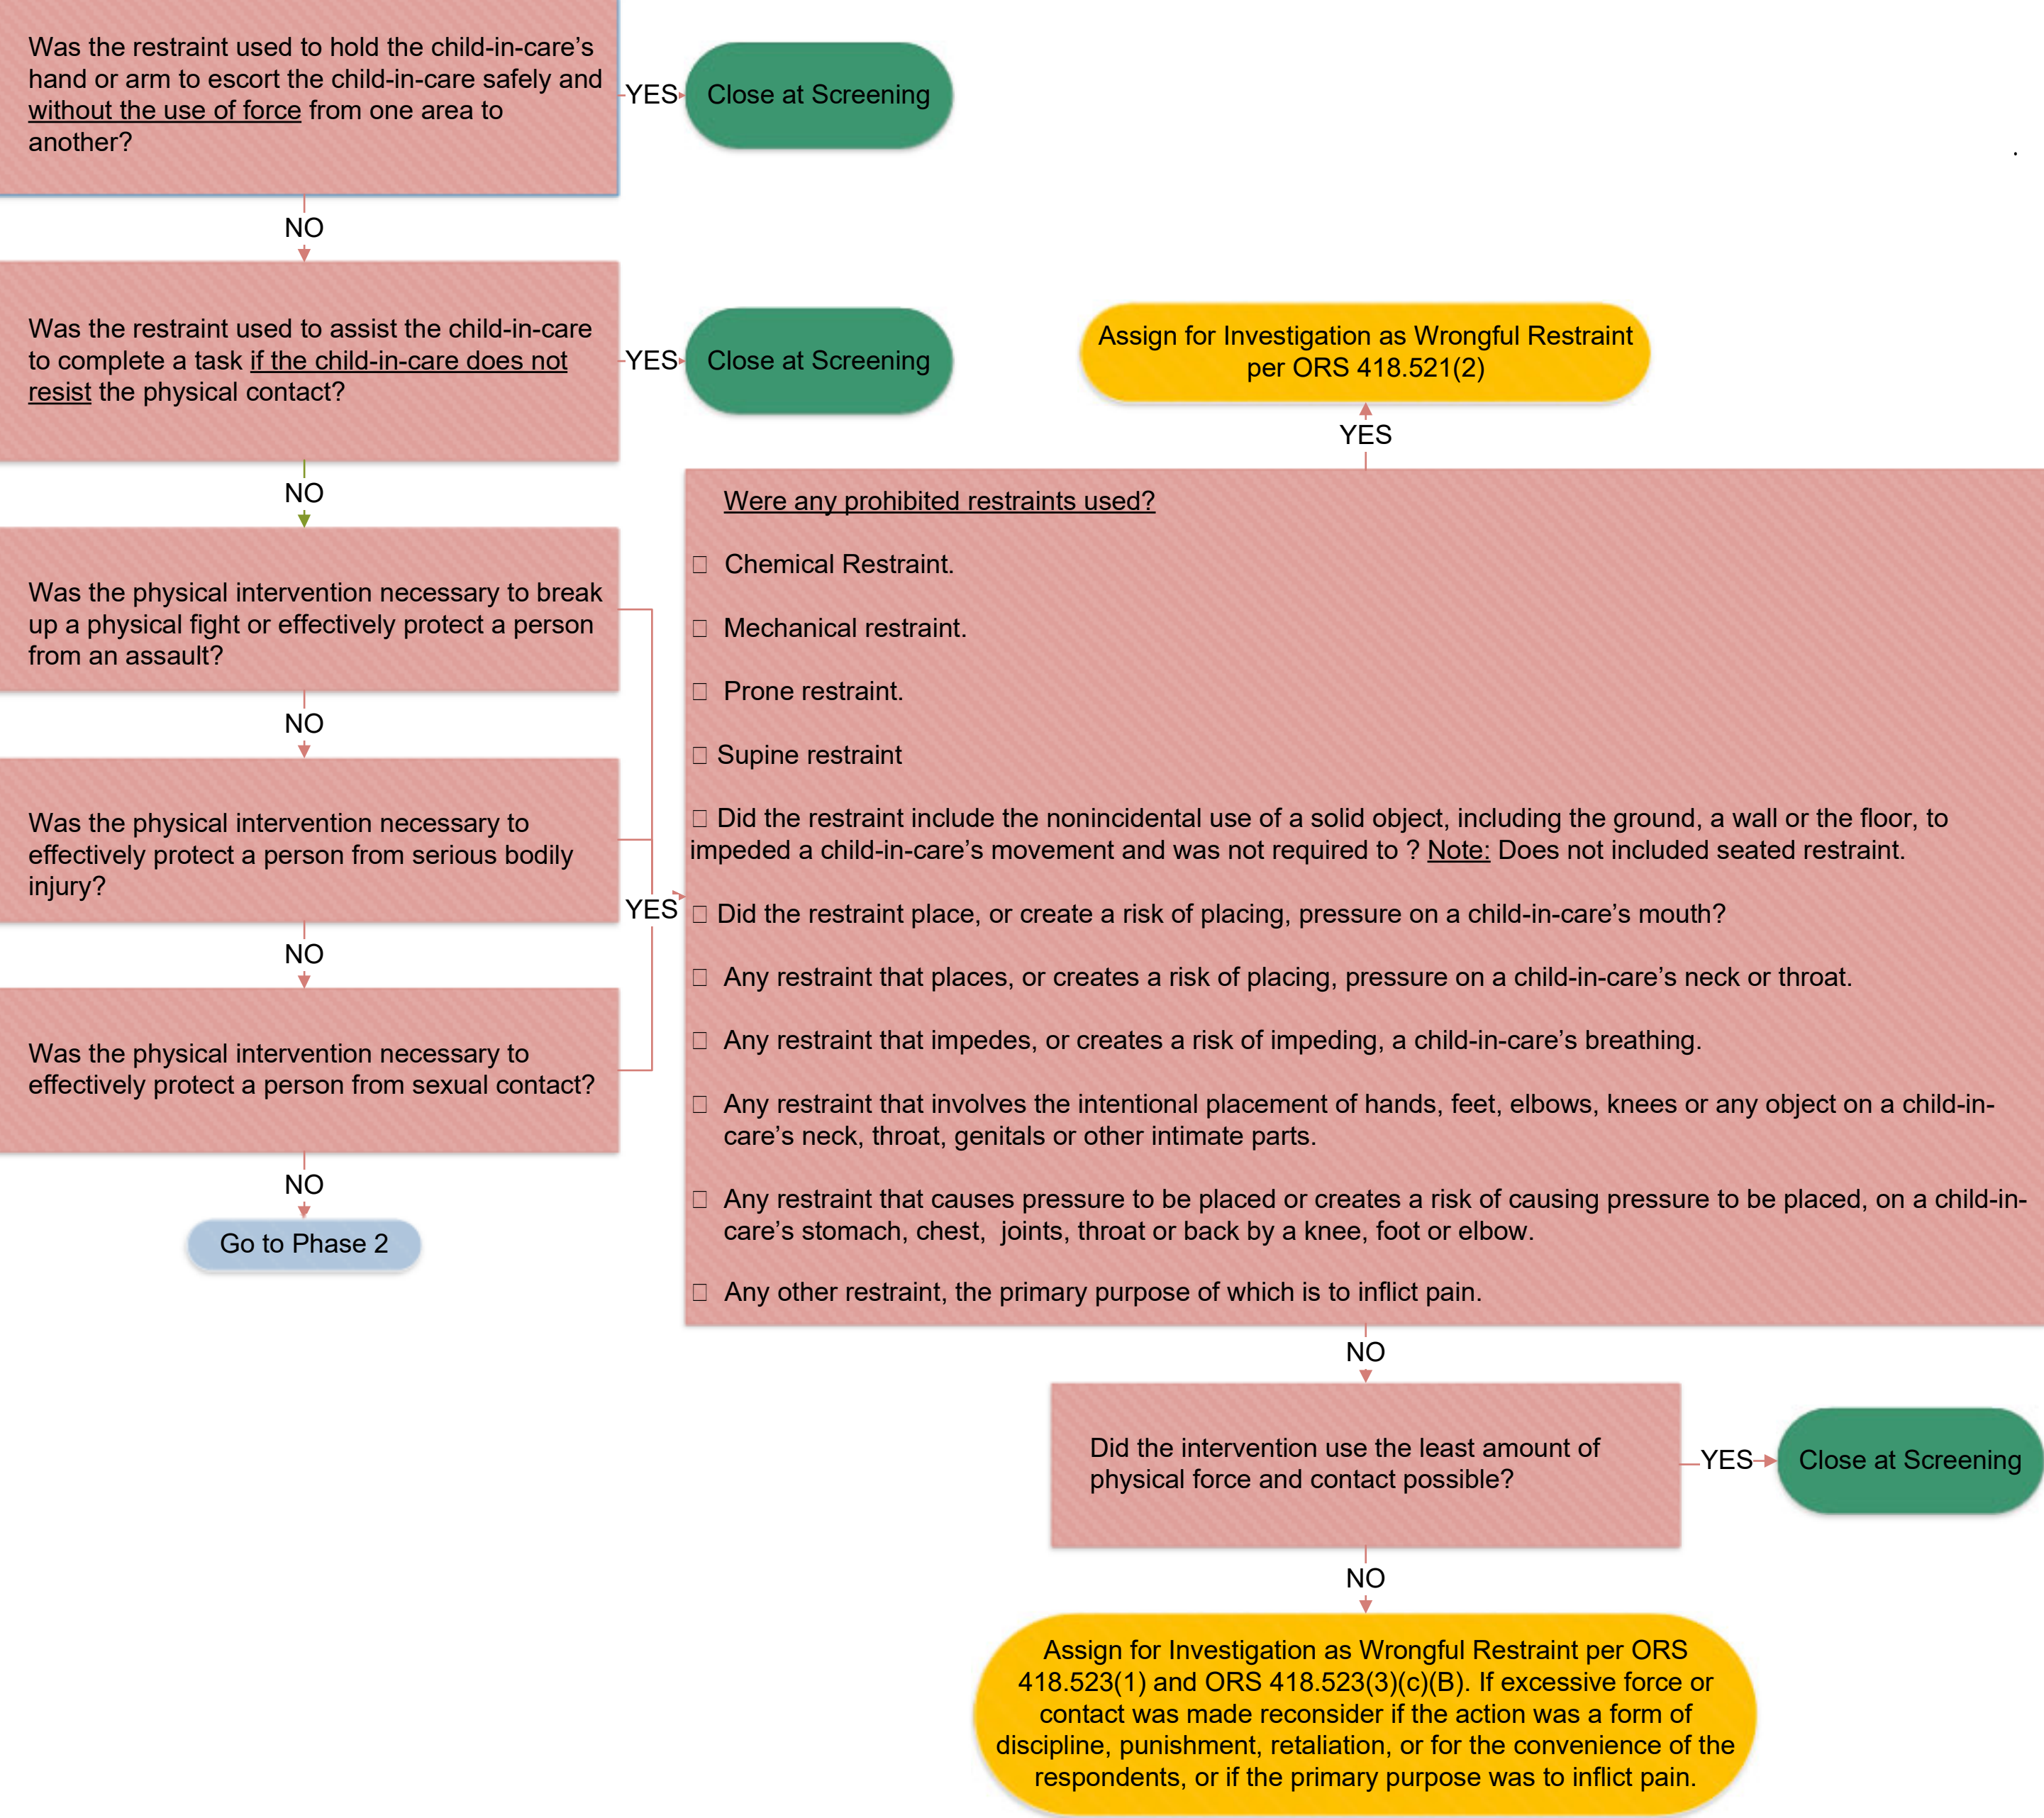 Was the restraint used to hold the child-in-care’s
hand or arm to escort the child-in-care safely and
without the use of force from one area to
another?
YES
Close at Screening
.
NO
Was the restraint used to assist the child-in-care
to complete a task if the child-in-care does not
resist the physical contact?
YES
Close at Screening
Assign for Investigation as Wrongful Restraint
per ORS 418.521(2)
YES
NO
Was the physical intervention necessary to break
up a physical fight or effectively protect a person
from an assault?
NO
Was the physical intervention necessary to
effectively protect a person from serious bodily
injury?
NO
Was the physical intervention necessary to
effectively protect a person from sexual contact?
NO
Go to Phase 2
YES
Were any prohibited restraints used?
□ Chemical Restraint.
□ Mechanical restraint.
□ Prone restraint.
□ Supine restraint
□ Did the restraint include the nonincidental use of a solid object, including the ground, a wall or the floor, to
impeded a child-in-care’s movement and was not required to ? Note: Does not included seated restraint.
□ Did the restraint place, or create a risk of placing, pressure on a child-in-care’s mouth?
□ Any restraint that places, or creates a risk of placing, pressure on a child-in-care’s neck or throat.
□ Any restraint that impedes, or creates a risk of impeding, a child-in-care’s breathing.
□ Any restraint that involves the intentional placement of hands, feet, elbows, knees or any object on a child-in-
care’s neck, throat, genitals or other intimate parts.
□ Any restraint that causes pressure to be placed or creates a risk of causing pressure to be placed, on a child-in-
care’s stomach, chest,  joints, throat or back by a knee, foot or elbow.
□ Any other restraint, the primary purpose of which is to inflict pain.
NO
Did the intervention use the least amount of
physical force and contact possible?
YES
Close at Screening
NO
Assign for Investigation as Wrongful Restraint per ORS
418.523(1) and ORS 418.523(3)(c)(B). If excessive force or
contact was made reconsider if the action was a form of
discipline, punishment, retaliation, or for the convenience of the
respondents, or if the primary purpose was to inflict pain.